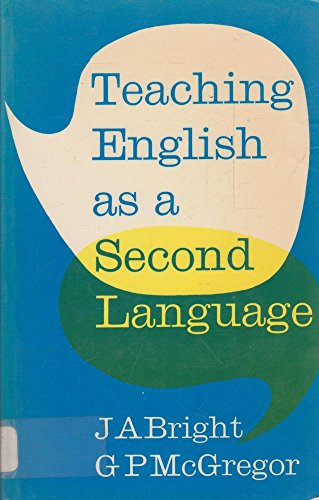 Teaching
English
as a
Second
Language
J A Bright
G P McGregor